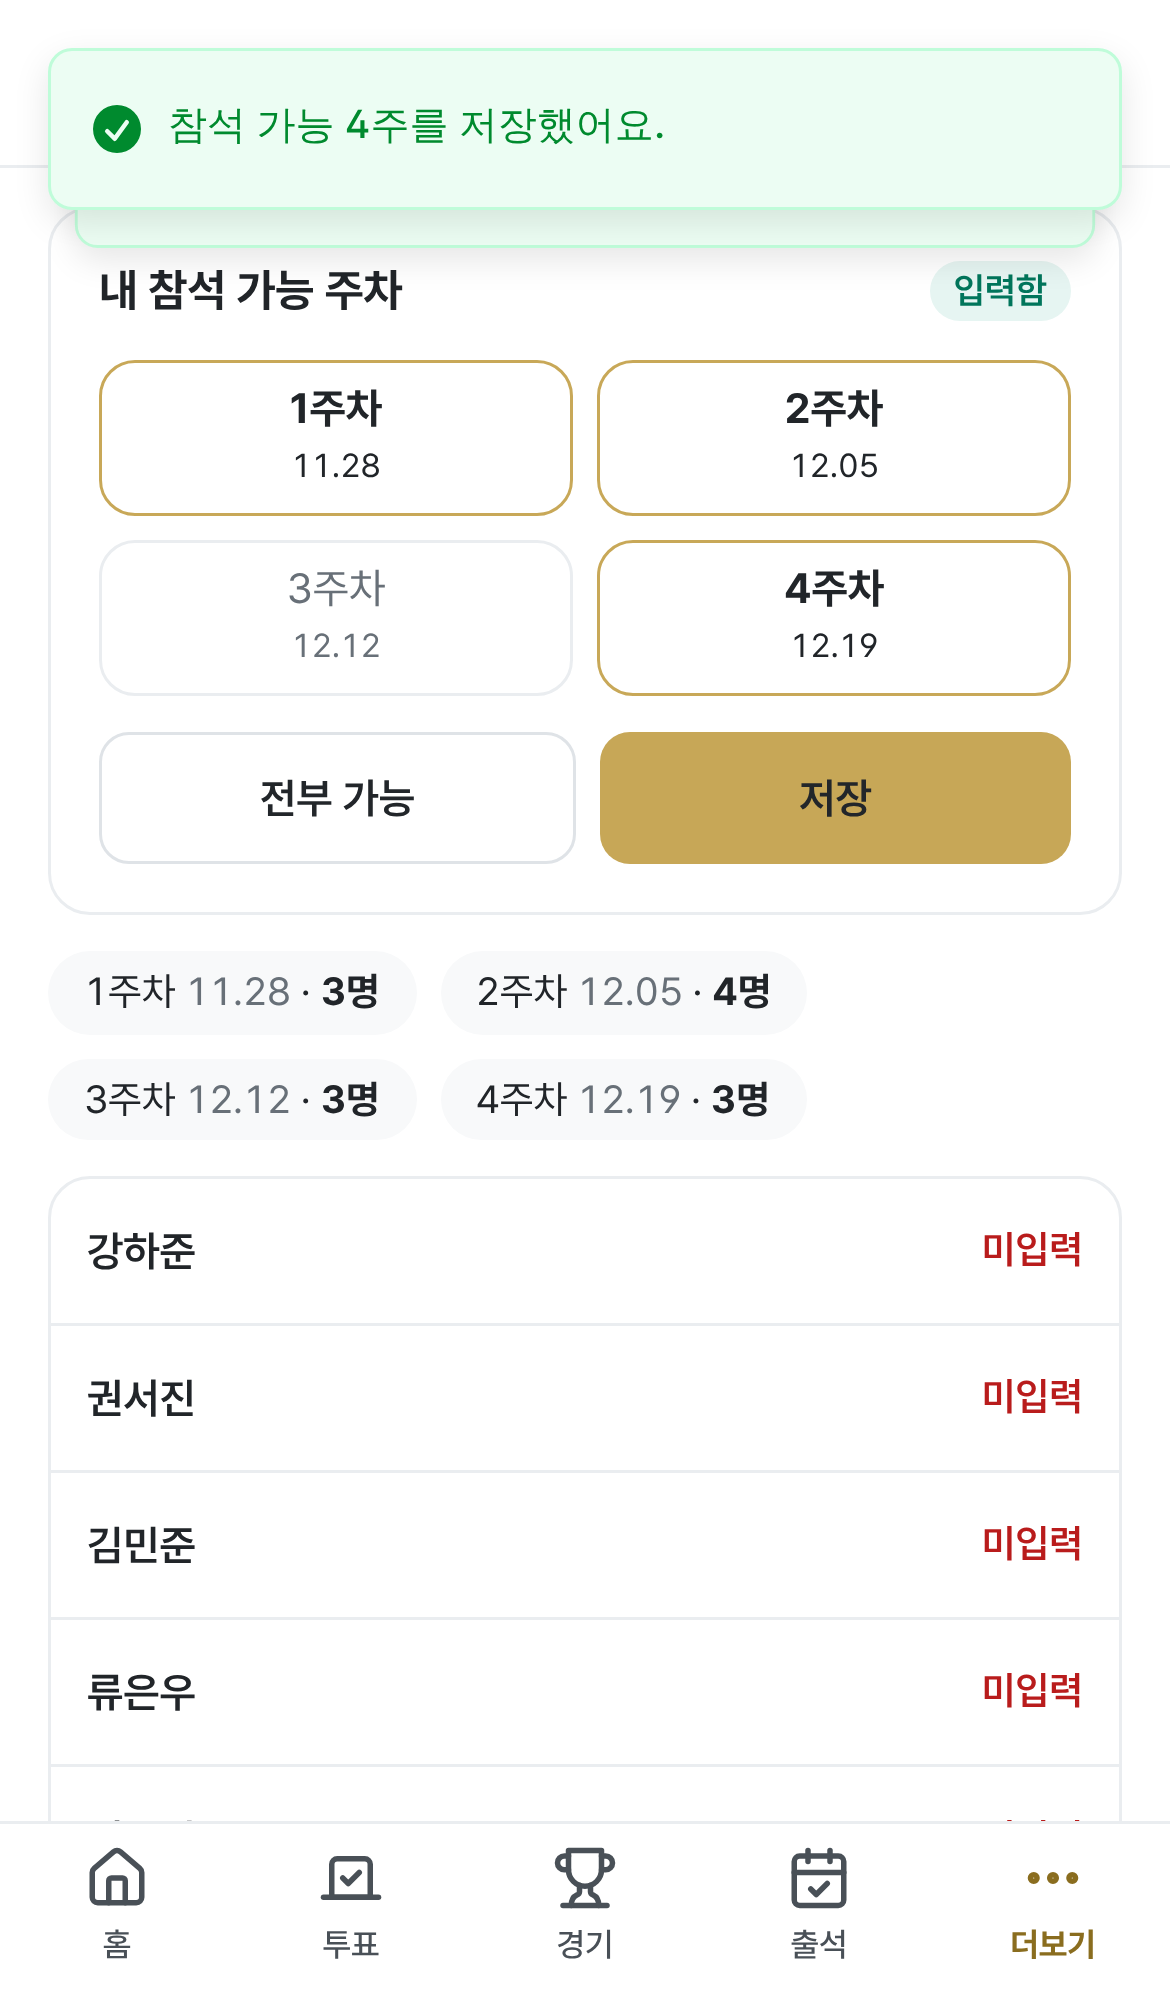 참석 가능 4주를 저장했어요.
내 참석 가능 주차
입력함
1주차
11.28
2주차
12.05
3주차
12.12
4주차
12.19
전부 가능
저장
1주차 11.28 · 3명
2주차 12.05 · 4명
3주차 12.12 · 3명
4주차 12.19 · 3명
강하준
미입력
권서진
미입력
김민준
미입력
류은우
미입력
홈
투표
경기
출석
더보기